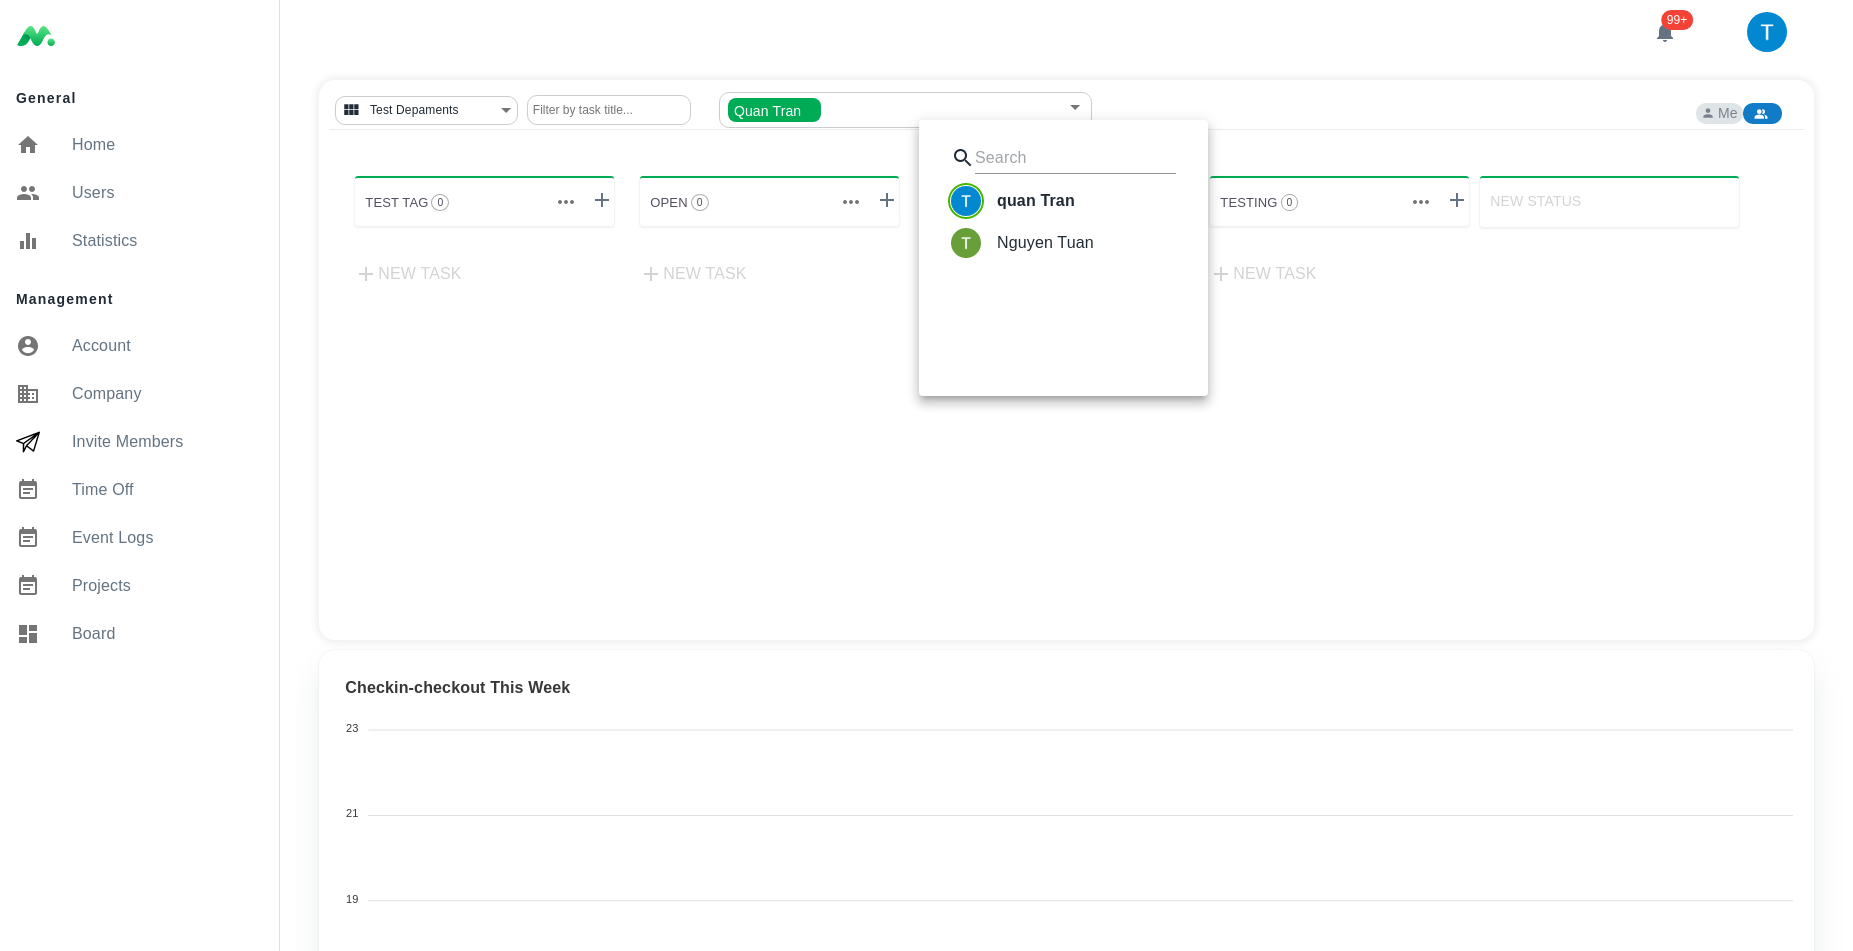 99+
T
General
Home
Users
Statistics
Management
Account
Company
Invite Members
Time Off
Event Logs
Projects
Board
Test Depaments
Filter by task title...
Quan Tran
Me
Search
T quan Tran
T Nguyen Tuan
TEST TAG 0
OPEN 0
TESTING 0
NEW STATUS
NEW TASK
NEW TASK
NEW TASK
Checkin-checkout This Week
23
21
19